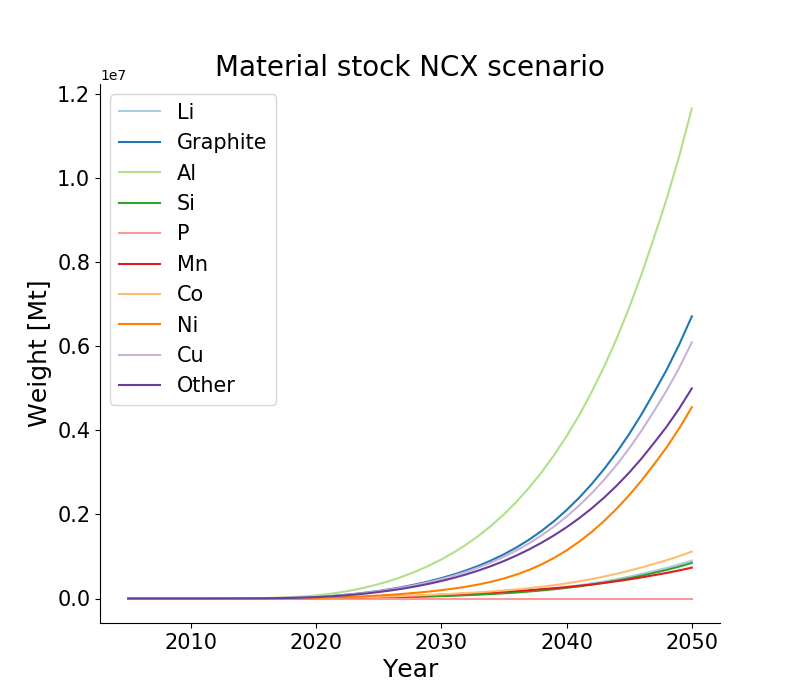 Material stock NCX scenario
1e7
1.2
1.0
0.8
0.6
0.4
0.2
0.0
Weight [Mt]
Li
Graphite
Al
Si
P
Mn
Co
Ni
Cu
Other
2010 2020 2030 2040 2050
Year